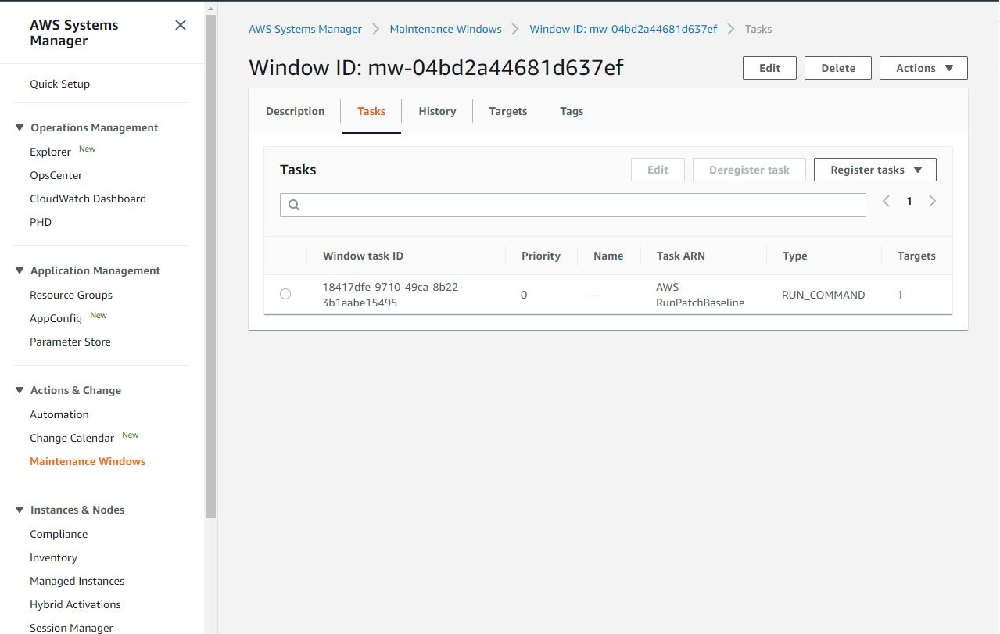 AWS Systems
Manager
Quick Setup
Operations Management
Explorer New
OpsCenter
CloudWatch Dashboard
PHD
Application Management
Resource Groups
AppConfig New
Parameter Store
Actions & Change
Automation
Change Calendar New
Maintenance Windows
Instances & Nodes
Compliance
Inventory
Managed Instances
Hybrid Activations
Session Manager
AWS Systems Manager Maintenance Windows Window ID: mw-04bd2a44681d637ef Tasks
Window ID: mw-04bd2a44681d637ef Edit Delete Actions
Description Tasks History Targets Tags
Tasks Edit Deregister task Register tasks
1
Window task ID Priority Name Task ARN Type Targets
18417dfe-9710-49ca-8b22-
3b1aabe15495 0 - AWS-
RunPatchBaseline RUN_COMMAND 1